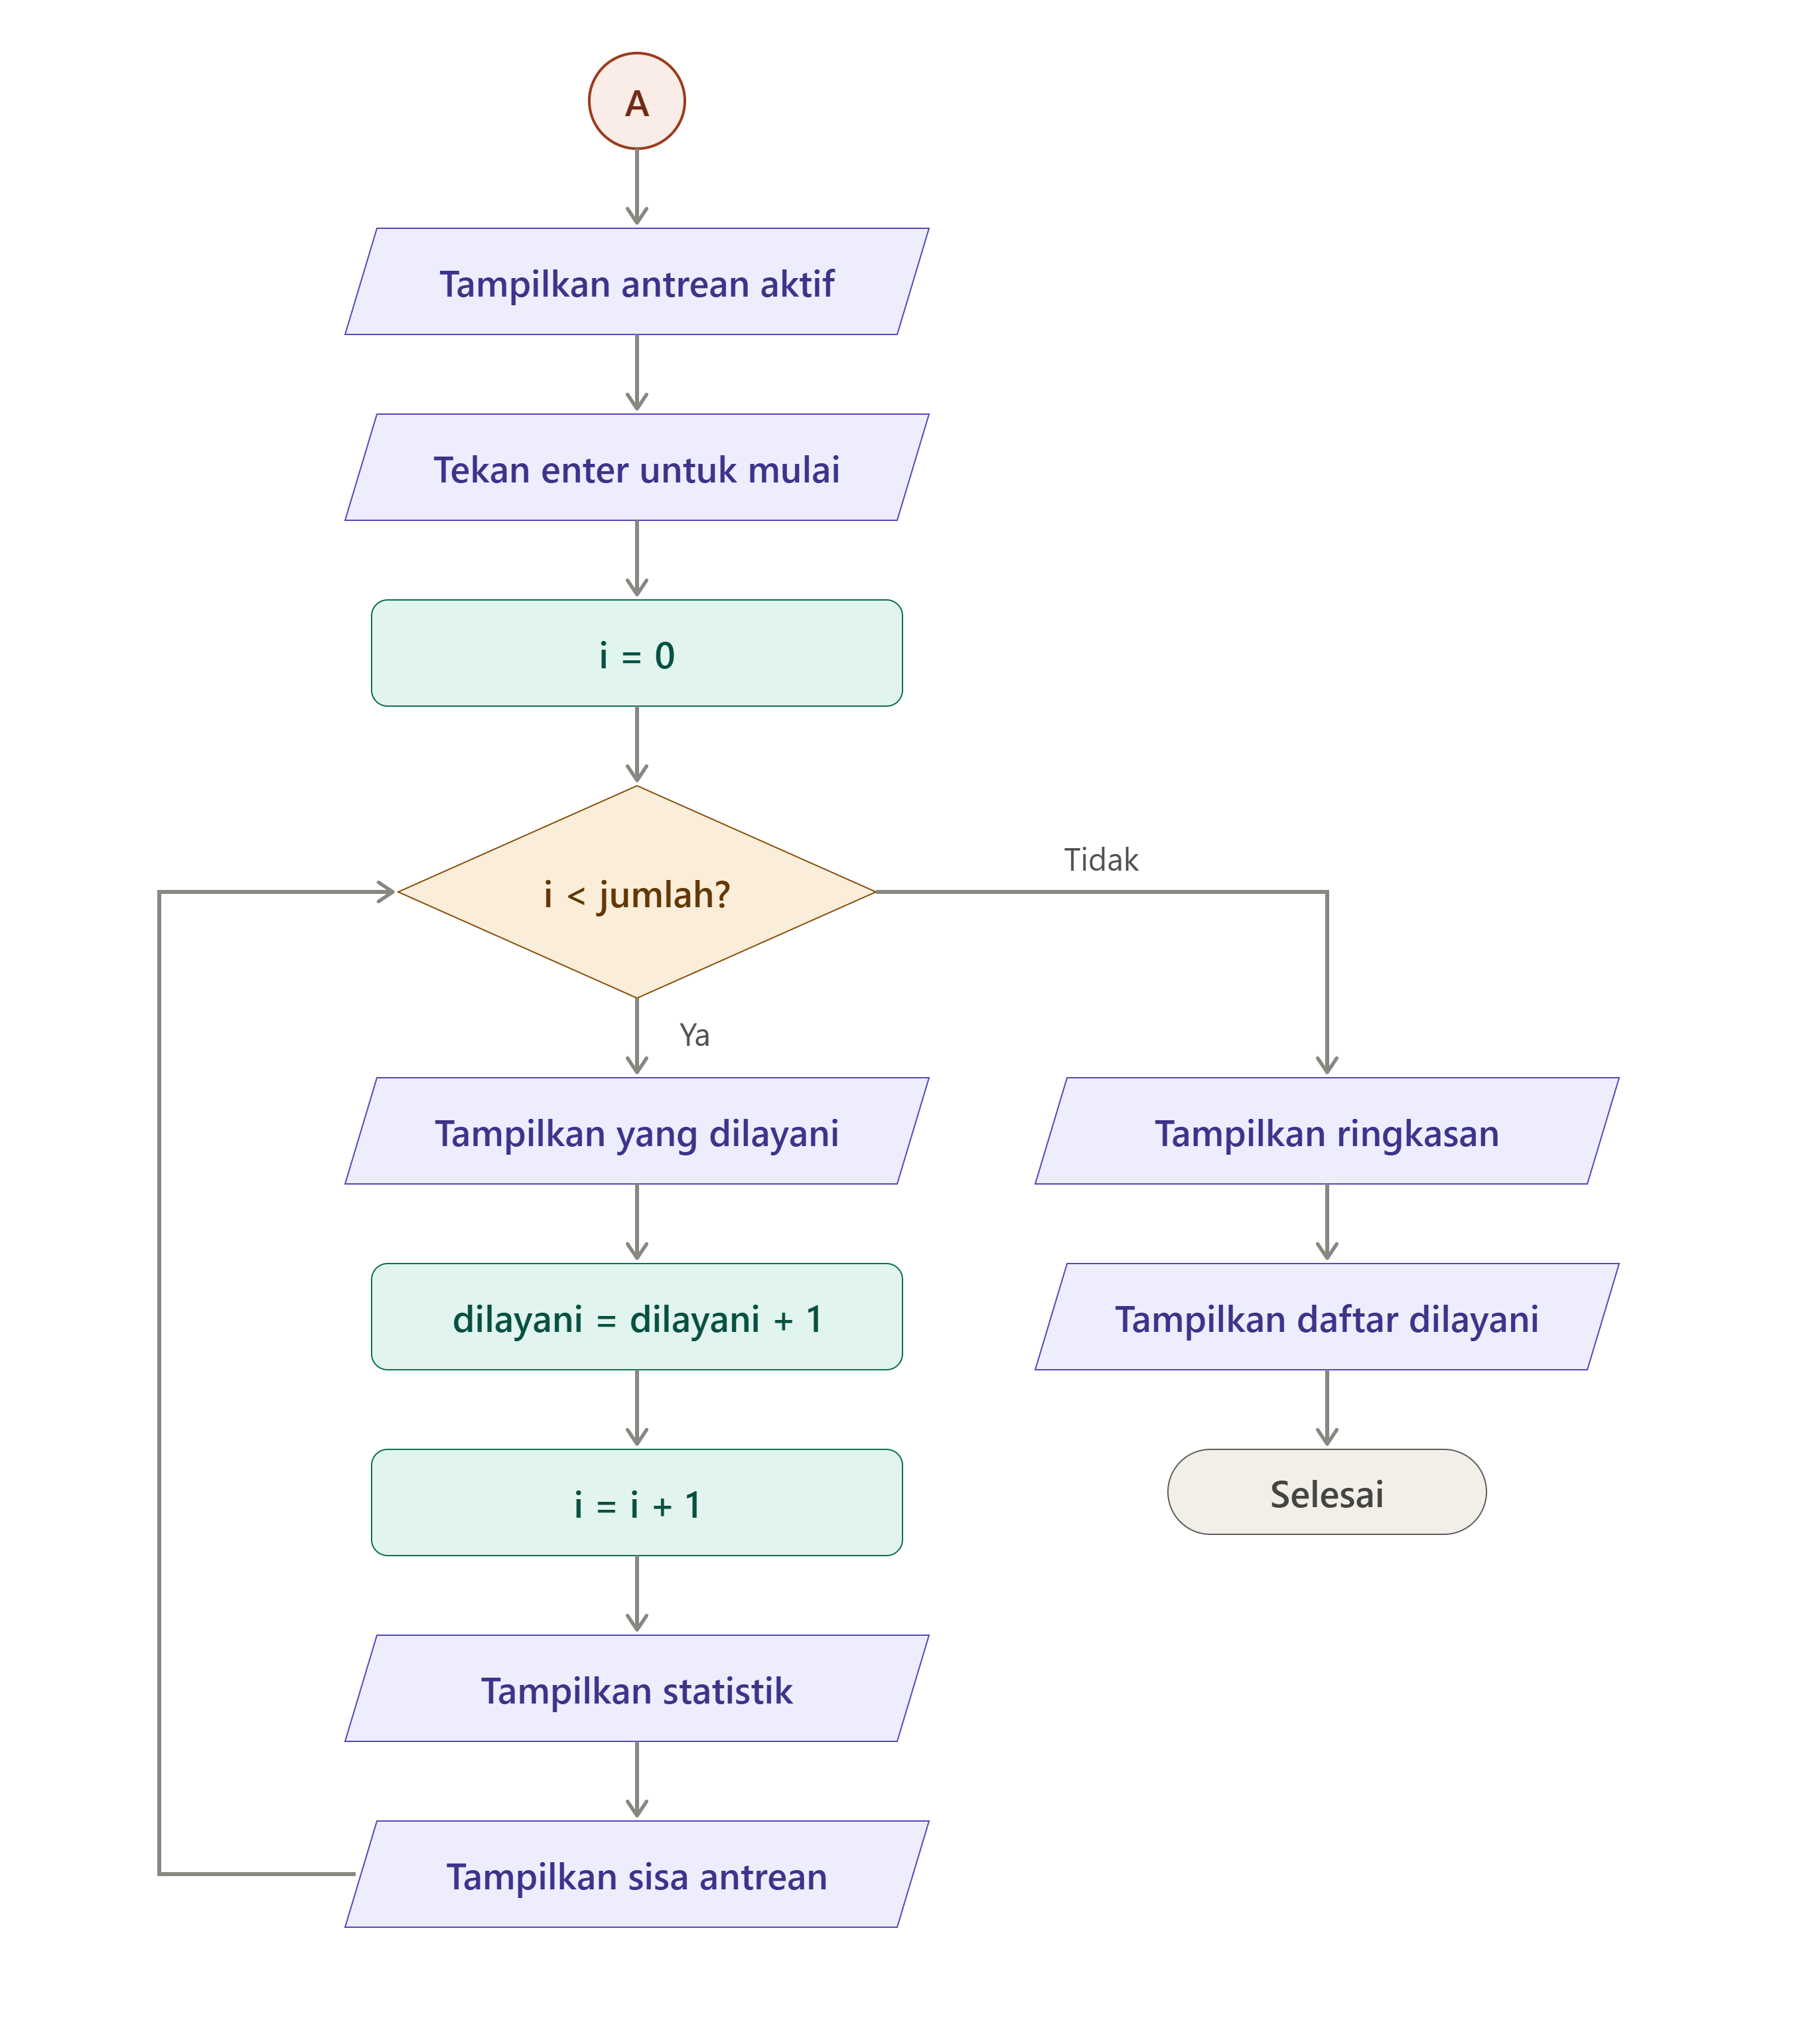 A
Tampilkan antrean aktif
Tekan enter untuk mulai
i = 0
i < jumlah?
Tidak
Ya
Tampilkan yang dilayani
Tampilkan ringkasan
dilayani = dilayani + 1
Tampilkan daftar dilayani
i = i + 1
Selesai
Tampilkan statistik
Tampilkan sisa antrean